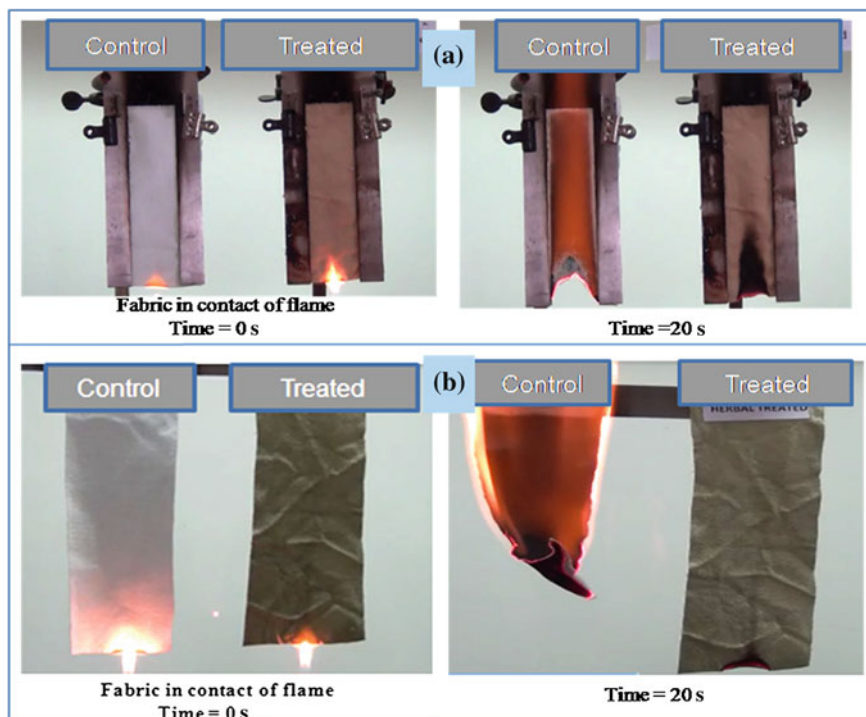 Control
Treated
(a)
Control
Treated
Fabric in contact of flame
Time = 0 s
Time =20 s
Control
Treated
(b)
Control
Treated
HERBAL TREATED
Fabric in contact of flame
Time = 0 s
Time = 20 s